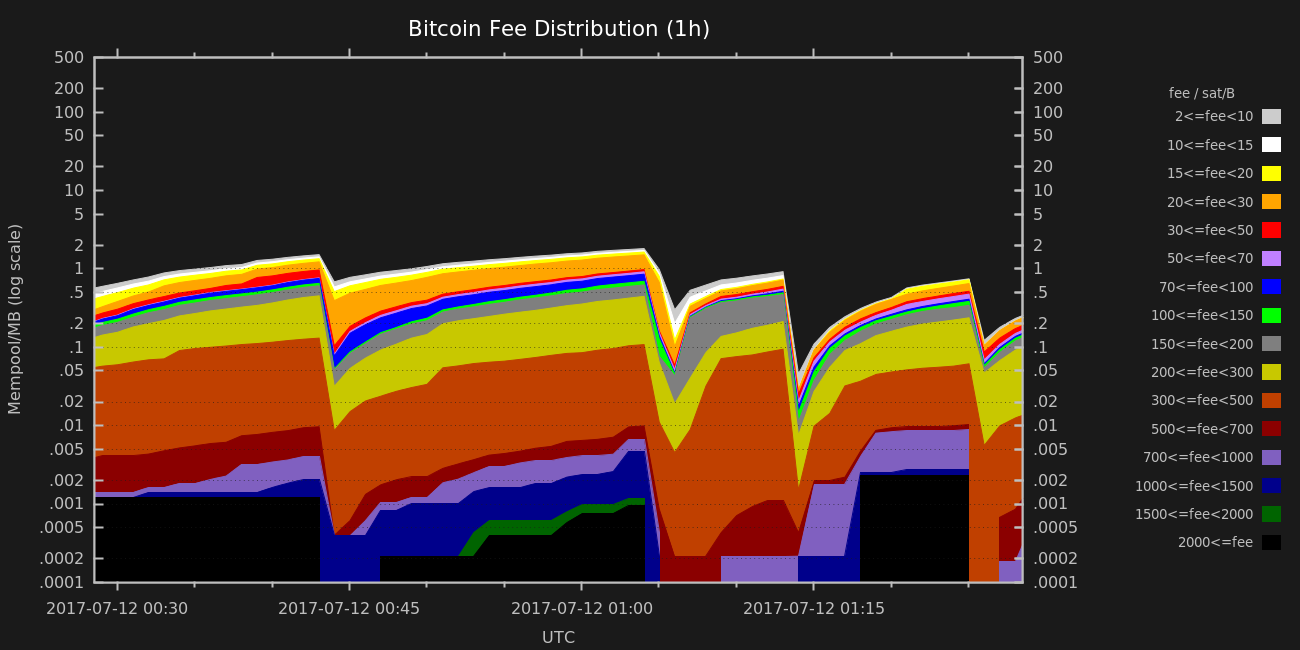 Bitcoin Fee Distribution (1h)
500 500
200 200
100 100
50 50
20 20
10 10
5 5
2 2
1 1
.5 .5
.2 .2
.1 .1
.05 .05
.02 .02
.01 .01
.005 .005
.002 .002
.001 .001
.0005 .0005
.0002 .0002
.0001 .0001
Mempool/MB (log scale)
2017-07-12 00:30 2017-07-12 00:45 2017-07-12 01:00 2017-07-12 01:15
UTC
fee / sat/B
2<=fee<10
10<=fee<15
15<=fee<20
20<=fee<30
30<=fee<50
50<=fee<70
70<=fee<100
100<=fee<150
150<=fee<200
200<=fee<300
300<=fee<500
500<=fee<700
700<=fee<1000
1000<=fee<1500
1500<=fee<2000
2000<=fee